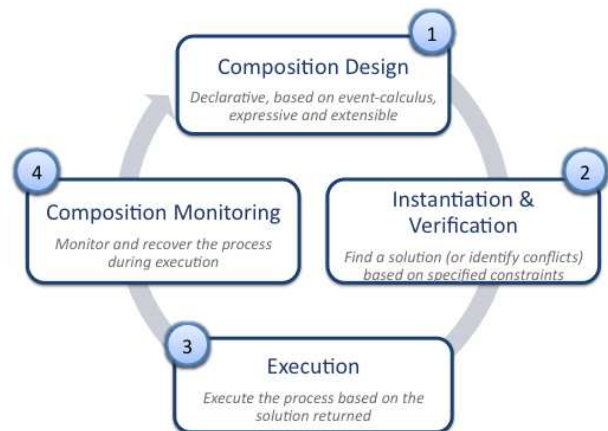 1
Composition Design
Declarative, based on event-calculus,
expressive and extensible
2
Instantiation &
Verification
Find a solution (or identify conflicts)
based on specified constraints
3
Execution
Execute the process based on the
solution returned
4
Composition Monitoring
Monitor and recover the process
during execution